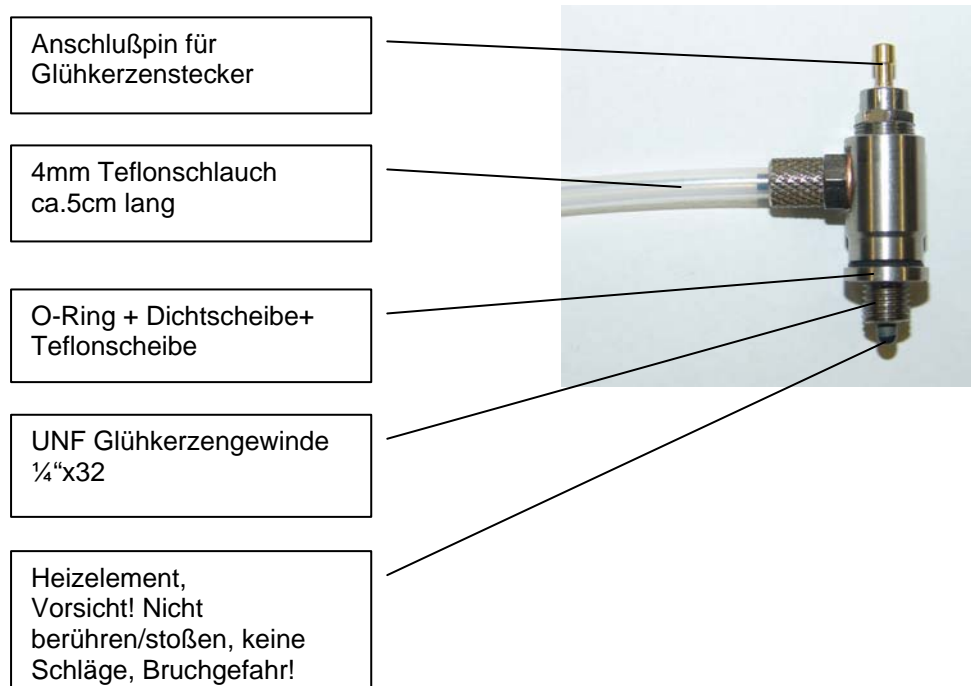 Anschlußpin für
Glühkerzenstecker
4mm Teflonschlauch
ca.5cm lang
O-Ring + Dichtscheibe+
Teflonscheibe
UNF Glühkerzengewinde
¼“x32
Heizelement,
Vorsicht! Nicht
berühren/stoßen, keine
Schläge, Bruchgefahr!